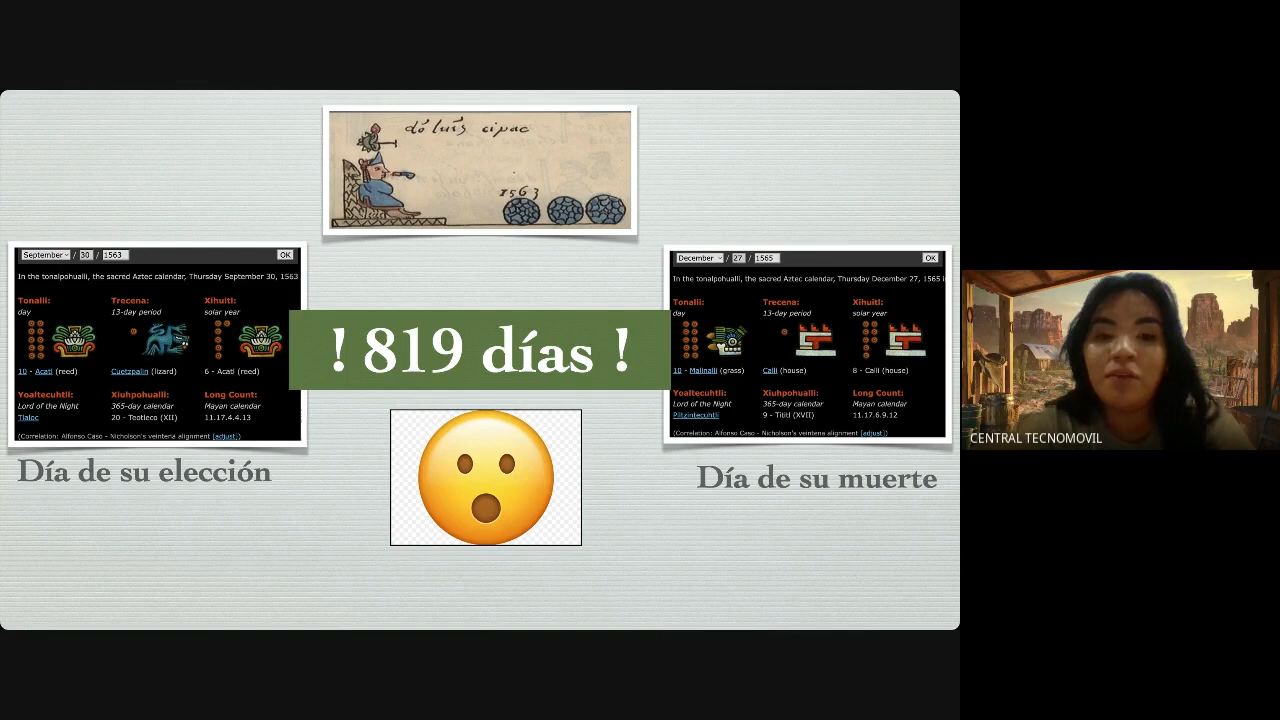 dõ luis cipac
1563
September / 30 / 1563 OK
In the tonalpohualli, the sacred Aztec calendar, Thursday September 30, 1563
Tonalli: Trecena: Xihuitl:
day 13-day period solar year
10 - Acatl (reed) Cuetzpalin (lizard) 6 - Acatl (reed)
Yoaltecuhtli: Xiuhpohualli: Long Count:
Lord of the Night 365-calendar Mayan calendar
Tlaloc 20 - Teotleco (XII) 11.17.4.4.13
(Correlation: Alfonso Caso - Nicholson's veintena alignment [adjust])
Día de su elección
! 819 días !
December / 27 / 1565 OK
In the tonalpohualli, the sacred Aztec calendar, Thursday December 27, 1565 i
Tonalli: Trecena: Xihuitl:
day 13-day period solar year
10 - Malinalli (grass) Calli (house) 8 - Calli (house)
Yoaltecuhtli: Xiuhpohualli: Long Count:
Lord of the Night 365-calendar Mayan calendar
Piltzintecuhtli 9 - Tititl (XVII) 11.17.6.9.12
(Correlation: Alfonso Caso - Nicholson's veintena alignment [adjust])
Día de su muerte
CENTRAL TECNOMOVIL